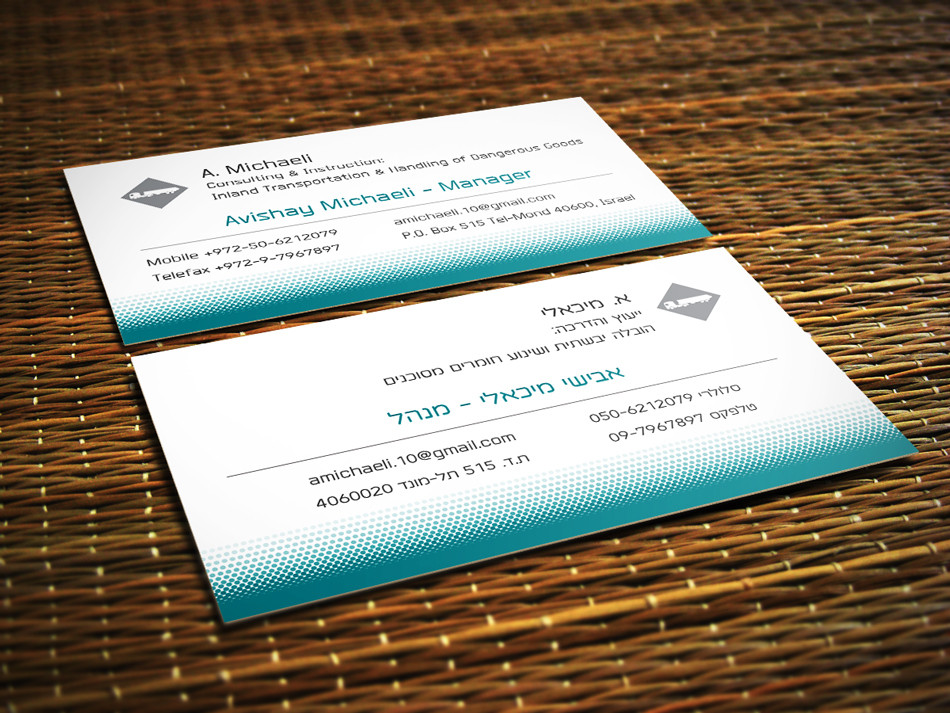 A. Michaeli
Consulting & Instruction:
Inland Transportation & Handling of Dangerous Goods
Avishay Michaeli - Manager
Mobile +972-50-6212079
Telefax +972-9-7967897
amichaeli.10@gmail.com
P.O. Box 515 Tel-Mond 40600, Israel
א. מיכאלי
ייעוץ והדרכה:
הובלה יבשתית ושינוע חומרים מסוכנים
אבישי מיכאלי - מנהל
סלולרי 050-6212079
טלפקס 09-7967897
amichaeli.10@gmail.com
ת.ד. 515 תל-מונד 4060020